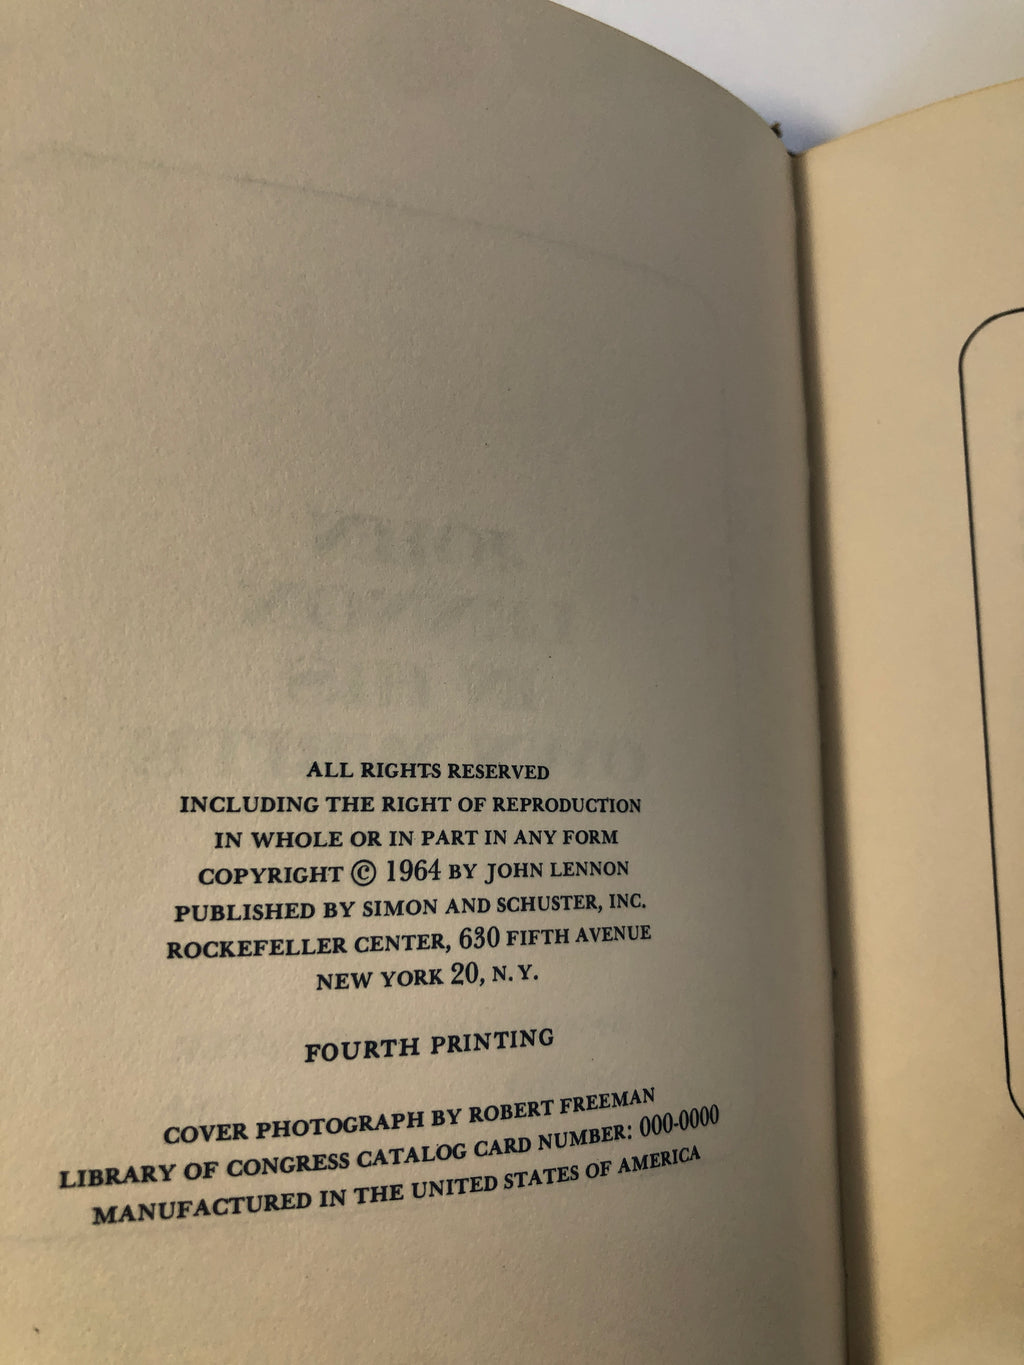 ALL RIGHTS RESERVED
INCLUDING THE RIGHT OF REPRODUCTION
IN WHOLE OR IN PART IN ANY FORM
COPYRIGHT © 1964 BY JOHN LENNON
PUBLISHED BY SIMON AND SCHUSTER, INC.
ROCKEFELLER CENTER, 630 FIFTH AVENUE
NEW YORK 20, N. Y.
FOURTH PRINTING
COVER PHOTOGRAPH BY ROBERT FREEMAN
LIBRARY OF CONGRESS CATALOG CARD NUMBER: 000-0000
MANUFACTURED IN THE UNITED STATES OF AMERICA